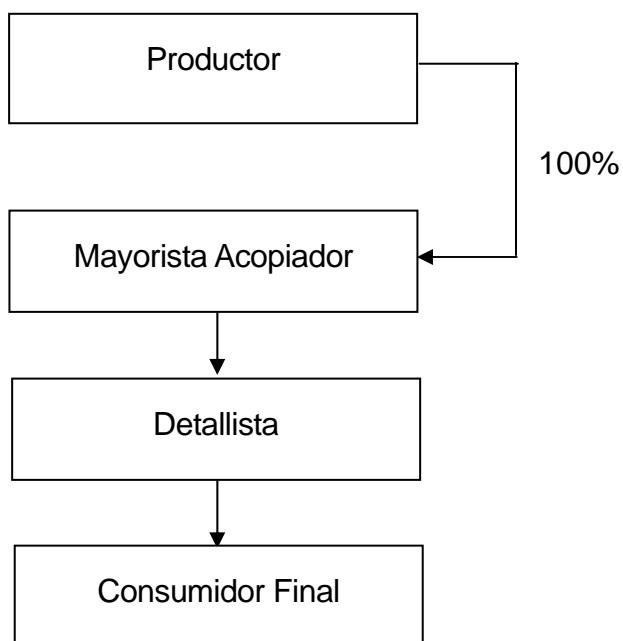 Productor
100%
Mayorista Acopiador
Detallista
Consumidor Final